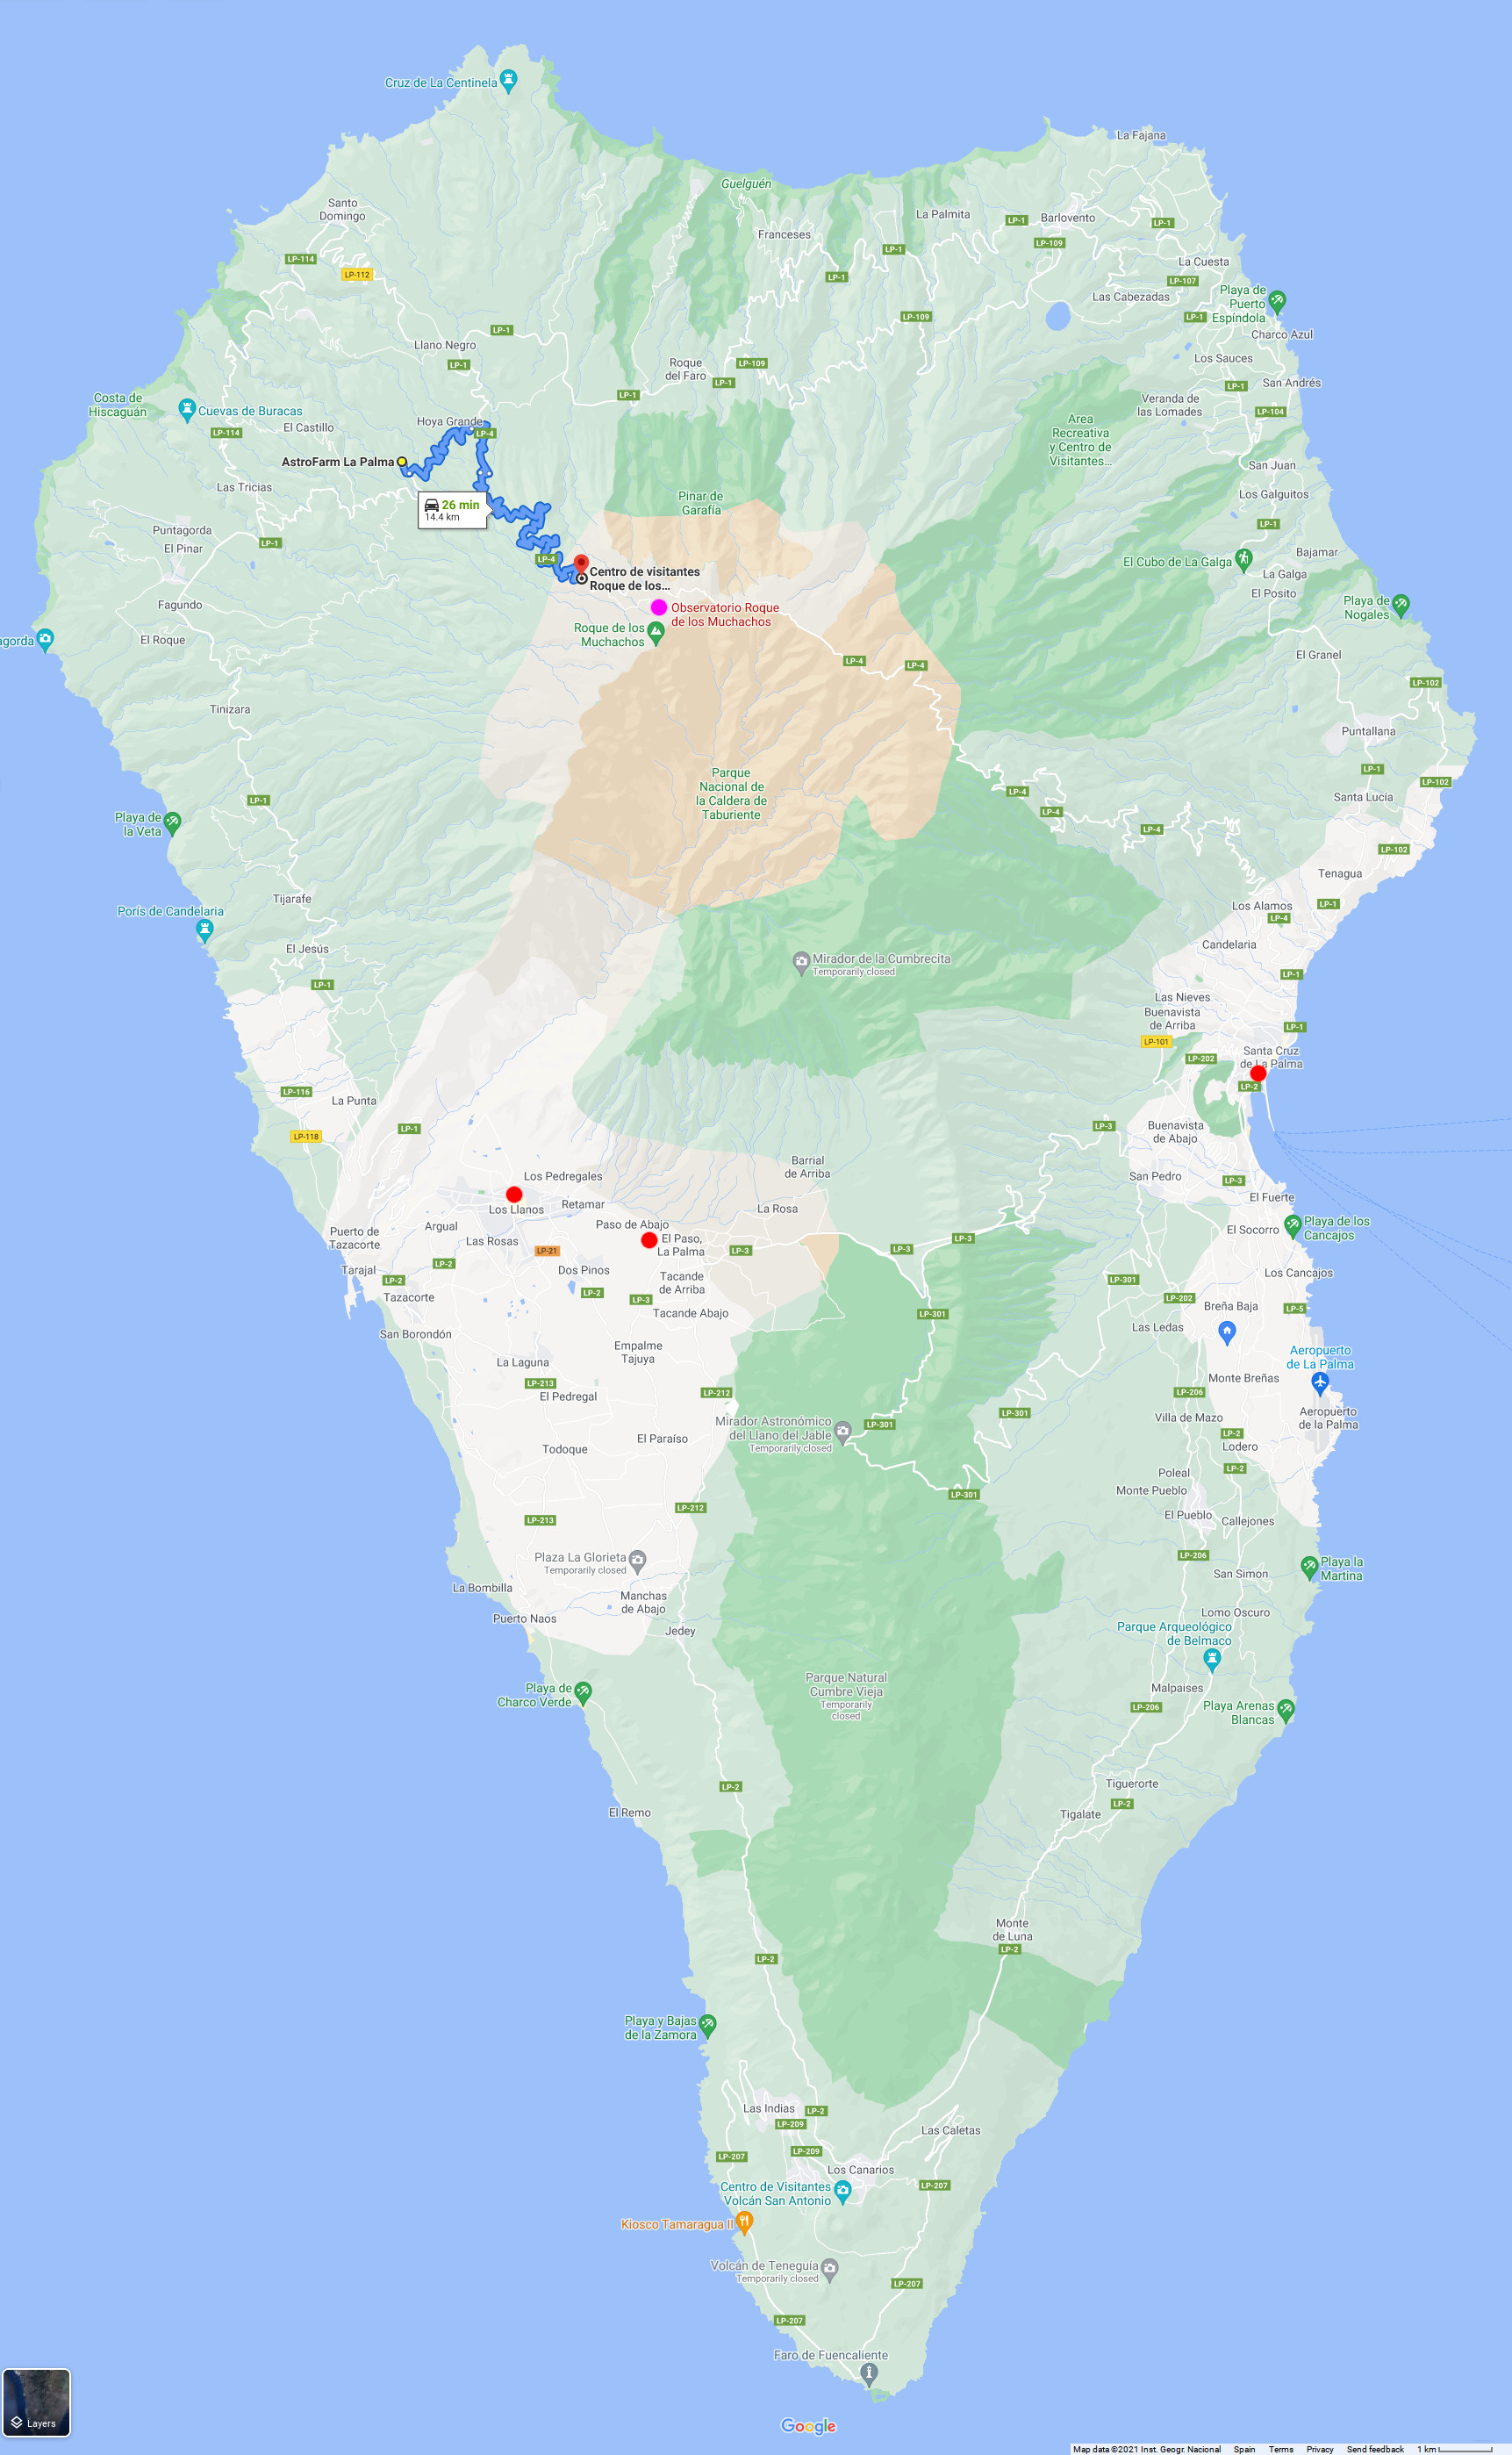 Cruz de La Centinela
La Fajana
Guelguén
Santo
Domingo
La Palmita
LP-1
Barlovento
LP-1
Franceses
LP-109
LP-1
LP-114
LP-112
LP-1
La Cuesta
LP-107
Las Cabezadas
Playa de
Puerto
Espíndola
LP-109
LP-1
LP-1
Charco Azul
Llano Negro
LP-1
Roque
del Faro
LP-109
LP-1
LP-1
Los Sauces
LP-1
San Andrés
Costa de
Hiscaguán
Cuevas de Buracas
Veranda de
las Lomades
LP-104
LP-114
El Castillo
Hoya Grande
LP-4
Area
Recreativa
y Centro de
Visitantes...
AstroFarm La Palma
San Juan
Las Tricias
26 min
14.4 km
Pinar de
Garafía
Los Galguitos
LP-1
Puntagorda
El Pinar
LP-1
LP-4
Bajamar
El Cubo de La Galga
La Galga
El Posito
Centro de visitantes
Roque de los...
Fagundo
Observatorio Roque
de los Muchachos
Playa de
Nogales
agorda
El Roque
Roque de los
Muchachos
LP-4
LP-4
El Granel
LP-102
Tinizara
Puntallana
Parque
Nacional de
la Caldera de
Taburiente
LP-1
LP-102
LP-1
LP-4
LP-4
Santa Lucía
Playa de
la Veta
LP-4
LP-102
Tenagua
Tijarafe
Los Alamos
LP-1
LP-4
Porís de Candelaria
El Jesús
Candelaria
Mirador de la Cumbrecita
Temporarily closed
LP-1
LP-1
Las Nieves
Buenavista
de Arriba
LP-1
LP-101
LP-202
Santa Cruz
de La Palma
LP-2
LP-116
La Punta
LP-1
LP-118
LP-3
Buenavista
de Abajo
Barrial
de Arriba
Los Pedregales
San Pedro
LP-3
El Fuerte
Los Llanos
Retamar
La Rosa
Puerto de
Tazacorte
Argual
Paso de Abajo
El Paso,
La Palma
Las Rosas
LP-21
LP-3
LP-3
LP-3
El Socorro
Playa de los
Cancajos
Tarajal
LP-2
LP-2
Dos Pinos
LP-2
LP-3
Tacande
de Arriba
LP-301
Los Cancajos
Tazacorte
Tacande Abajo
LP-301
LP-202
Breña Baja
LP-5
San Borondón
Las Ledas
Empalme
Tajuya
La Laguna
LP-213
El Pedregal
LP-212
Aeropuerto
de La Palma
Monte Breñas
LP-206
LP-301
Mirador Astronómico
del Llano del Jable
Temporarily closed
LP-301
Villa de Mazo
Aeropuerto
de la Palma
El Paraíso
Todoque
LP-2
Lodero
LP-2
Poleal
Monte Pueblo
LP-301
LP-212
LP-213
El Pueblo
Callejones
LP-206
Plaza La Glorieta
Temporarily closed
San Simon
Playa la
Martina
La Bombilla
Manchas
de Abajo
Puerto Naos
Jedey
Lomo Oscuro
Parque Arqueológico
de Belmaco
Parque Natural
Cumbre Vieja
Temporarily
closed
Playa de
Charco Verde
Malpaises
LP-206
Playa Arenas
Blancas
LP-2
Tiguerorte
LP-2
El Remo
Tigalate
Monte
de Luna
LP-2
LP-2
Playa y Bajas
de la Zamora
Las Indias
LP-2
LP-209
Las Caletas
LP-207
LP-209
Los Canarios
LP-207
Centro de Visitantes
Volcán San Antonio
Kiosco Tamaragua II
Volcán de Teneguía
Temporarily closed
LP-207
LP-207
Faro de Fuencaliente
Layers
Google
Map data ©2021 Inst. Geogr. Nacional Spain Terms Privacy Send feedback 1 km